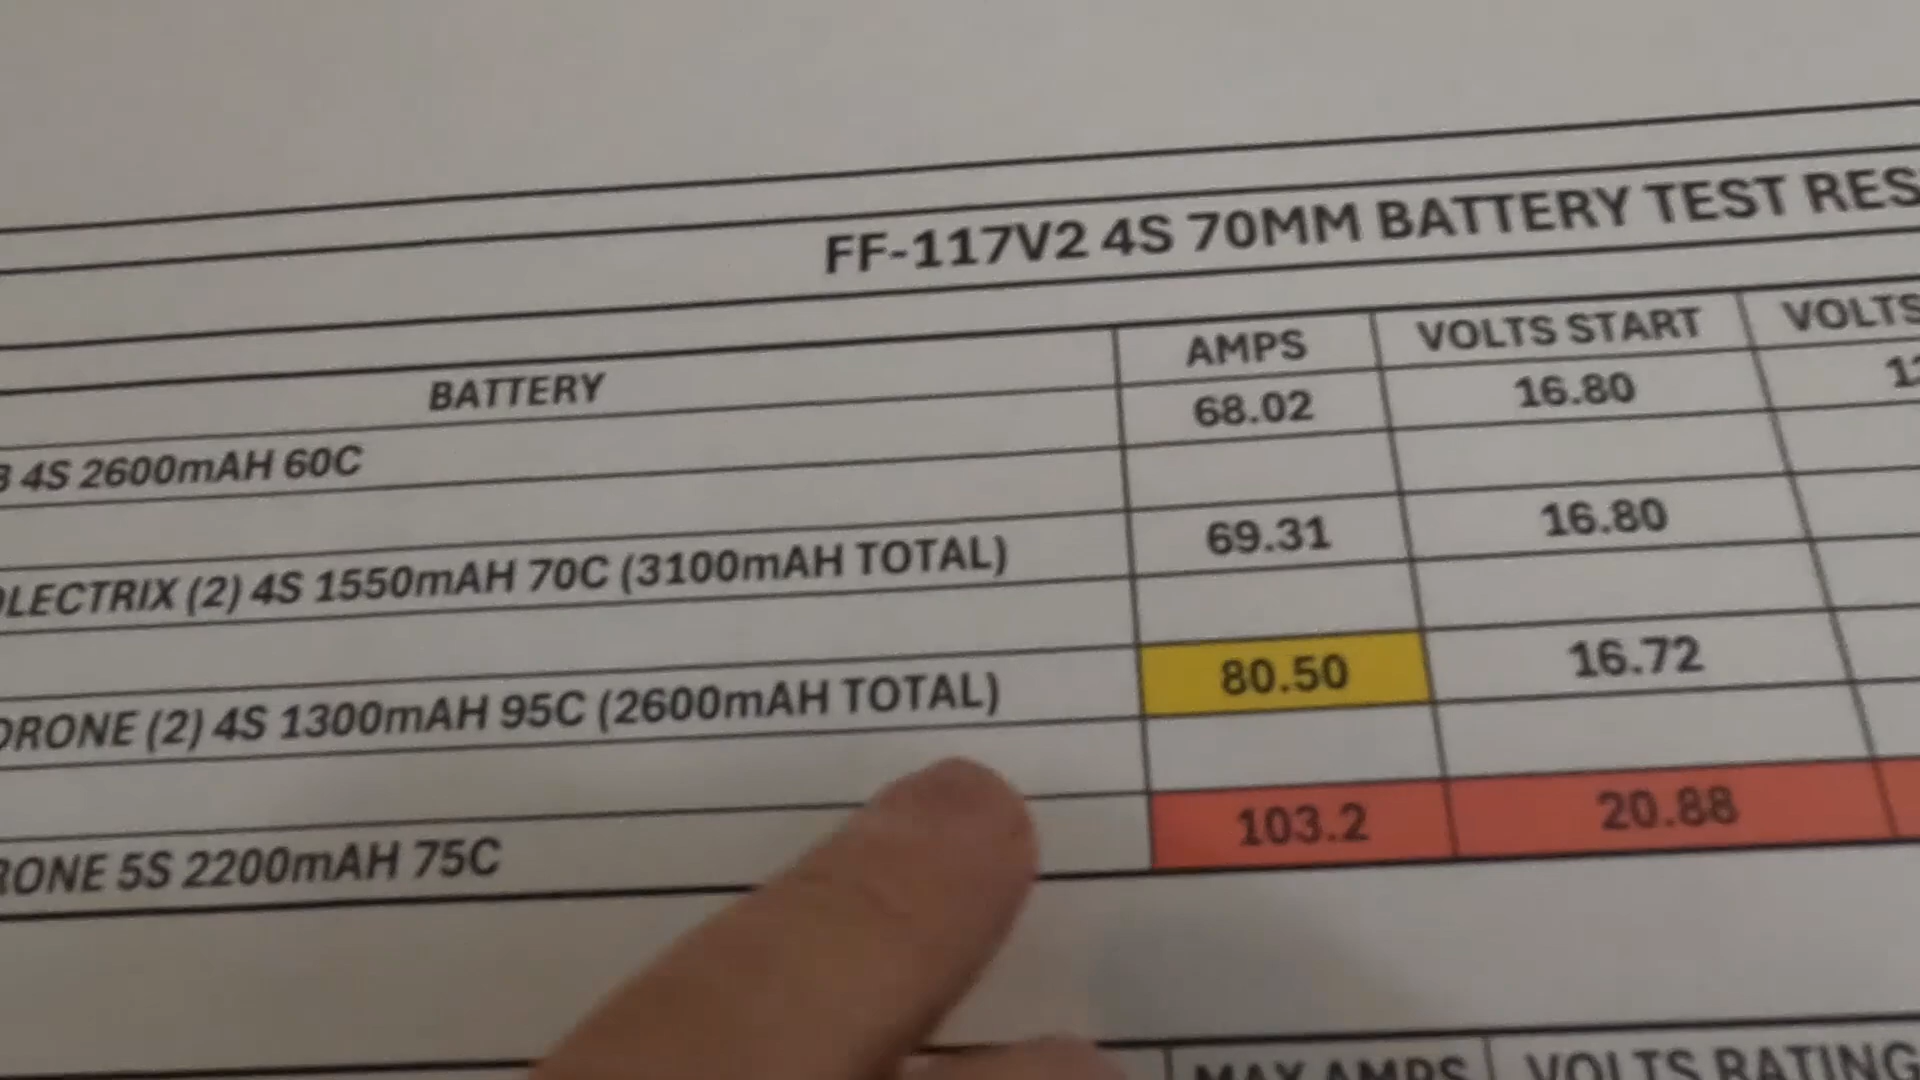 FF-117V2 4S 70MM BATTERY TEST RES
BATTERY AMPS VOLTS START VOLTS
4S 2600mAH 60C 68.02 16.80
LECTRIX (2) 4S 1550mAH 70C (3100mAH TOTAL) 69.31 16.80
DRONE (2) 4S 1300mAH 95C (2600mAH TOTAL) 80.50 16.72
RONE 5S 2200mAH 75C 103.2 20.88
MAX AMPS VOLTS RATING